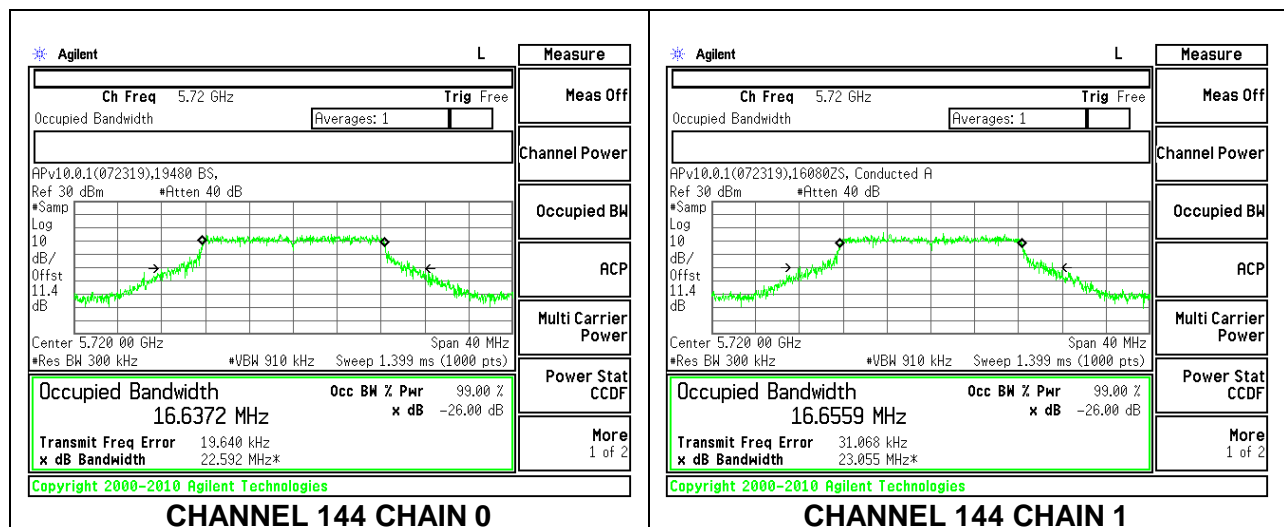 Agilent L
Measure
Ch Freq 5.72 GHz Trig Free
Occupied Bandwidth Averages: 1
APv10.0.1(072319),19480 BS,
Ref 30 dBm #Atten 40 dB
#Samp
Log
10
dB/
Offst
11.4
dB
Center 5.720 00 GHz Span 40 MHz
#Res BW 300 kHz #VBW 910 kHz Sweep 1.399 ms (1000 pts)
Occupied Bandwidth Occ BW % Pwr 99.00 %
16.6372 MHz x dB -26.00 dB
Transmit Freq Error 19.640 kHz
x dB Bandwidth 22.592 MHz*
Copyright 2000-2010 Agilent Technologies
Meas Off
Channel Power
Occupied BW
ACP
Multi Carrier
Power
Power Stat
CCDF
More
1 of 2
CHANNEL 144 CHAIN 0
Agilent L
Measure
Ch Freq 5.72 GHz Trig Free
Occupied Bandwidth Averages: 1
APv10.0.1(072319),16080ZS, Conducted A
Ref 30 dBm #Atten 40 dB
#Samp
Log
10
dB/
Offst
11.4
dB
Center 5.720 00 GHz Span 40 MHz
#Res BW 300 kHz #VBW 910 kHz Sweep 1.399 ms (1000 pts)
Occupied Bandwidth Occ BW % Pwr 99.00 %
16.6559 MHz x dB -26.00 dB
Transmit Freq Error 31.068 kHz
x dB Bandwidth 23.055 MHz*
Copyright 2000-2010 Agilent Technologies
Meas Off
Channel Power
Occupied BW
ACP
Multi Carrier
Power
Power Stat
CCDF
More
1 of 2
CHANNEL 144 CHAIN 1